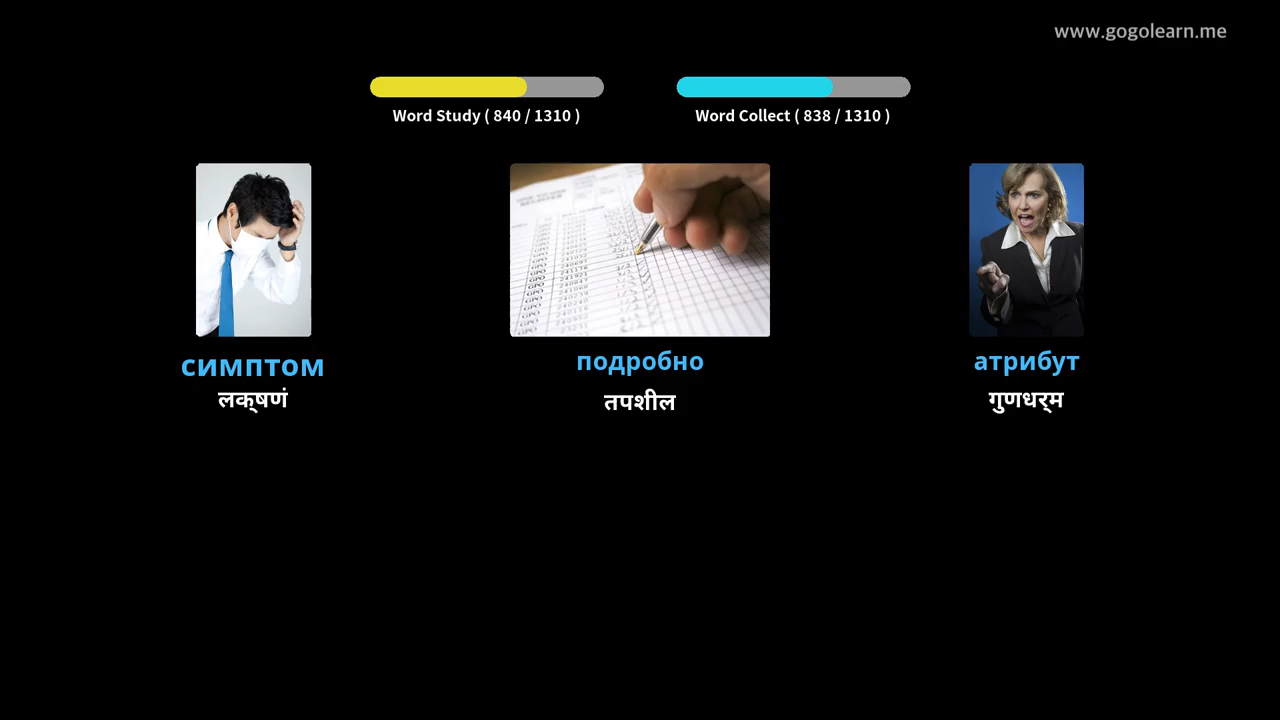 www.gogolearn.me
Word Study ( 840 / 1310 )
Word Collect ( 838 / 1310 )
симптом
подробно
атрибут
लक्षणं
तपशील
गुणधर्म